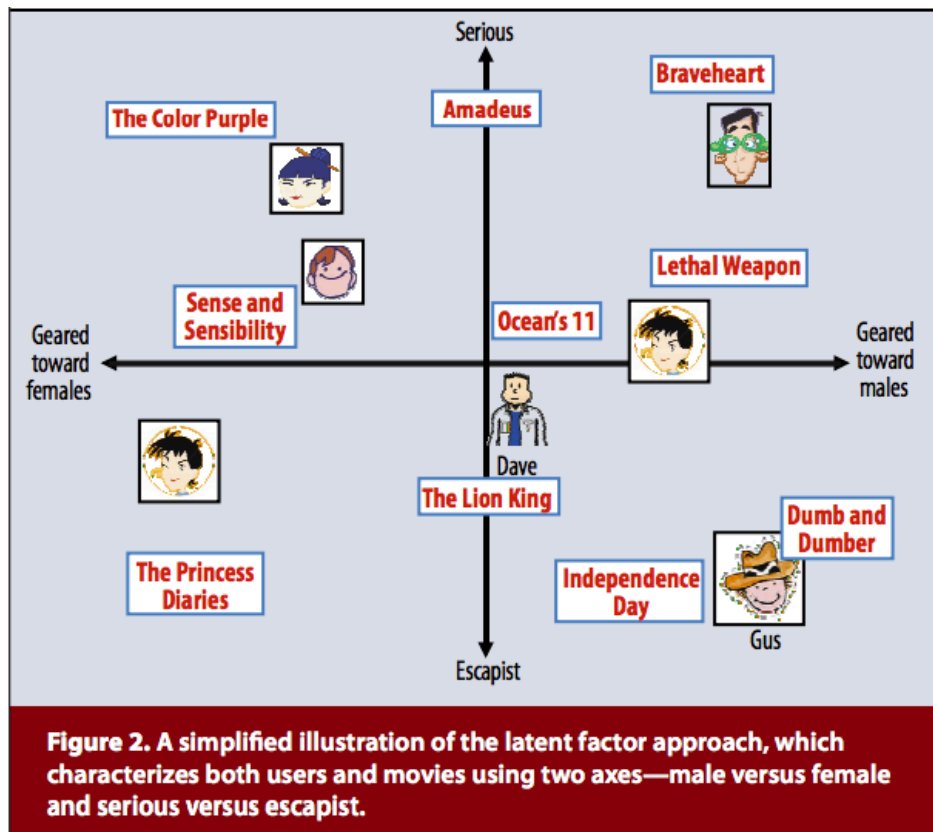 Serious
Braveheart
The Color Purple
Amadeus
Lethal Weapon
Sense and
Sensibility
Ocean's 11
Geared
toward
females
Geared
toward
males
Dave
The Lion King
Dumb and
Dumber
The Princess
Diaries
Independence
Day
Gus
Escapist
Figure 2. A simplified illustration of the latent factor approach, which
characterizes both users and movies using two axes—male versus female
and serious versus escapist.